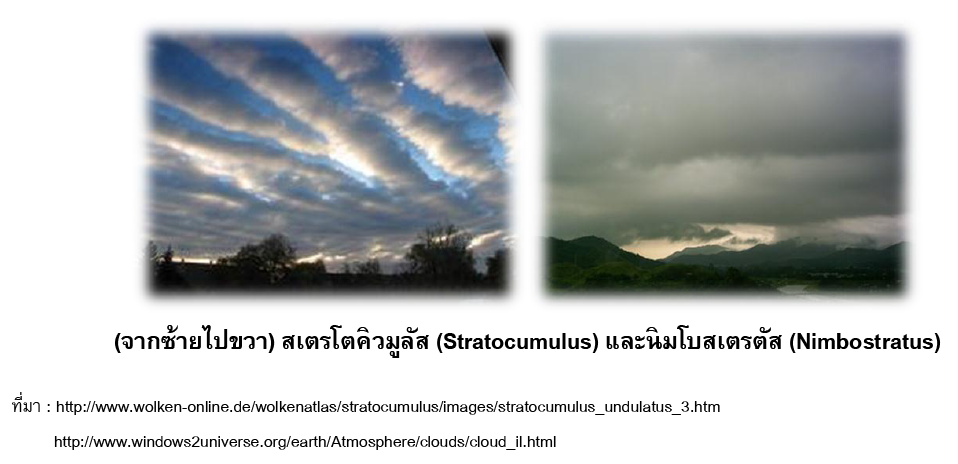 (จากซ้ายไปขวา) สเตรโตคิวมูลัส (Stratocumulus) และนิมโบสเตรตัส (Nimbostratus)
ที่มา : http://www.wolken-online.de/wolkenatlas/stratocumulus/images/stratocumulus_undulatus_3.htm
http://www.windows2universe.org/earth/Atmosphere/clouds/cloud_il.html